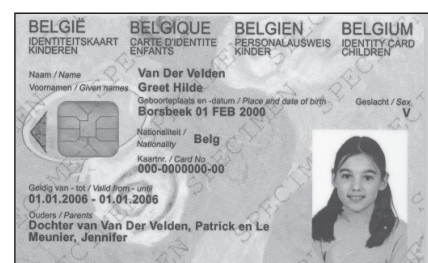 BELGIË BELGIQUE BELGIEN BELGIUM
IDENTITEITSKAART CARTE D'IDENTITE PERSONALAUSWEIS IDENTITY CARD
KINDEREN ENFANTS KINDER CHILDREN
Naam / Name Van Der Velden
Voornamen / Given names Greet Hilde
Geboorteplaats en -datum / Place and date of birth Geslacht / Sex
Borsbeek 01 FEB 2000 V
Nationaliteit /
Nationality Belg
Kaartnr. / Card No
000-0000000-00
Geldig van - tot / Valid from - until
01.01.2006 - 01.01.2006
Ouders / Parents
Dochter van Van Der Velden, Patrick en Le
Meunier, Jennifer
SPECIMEN